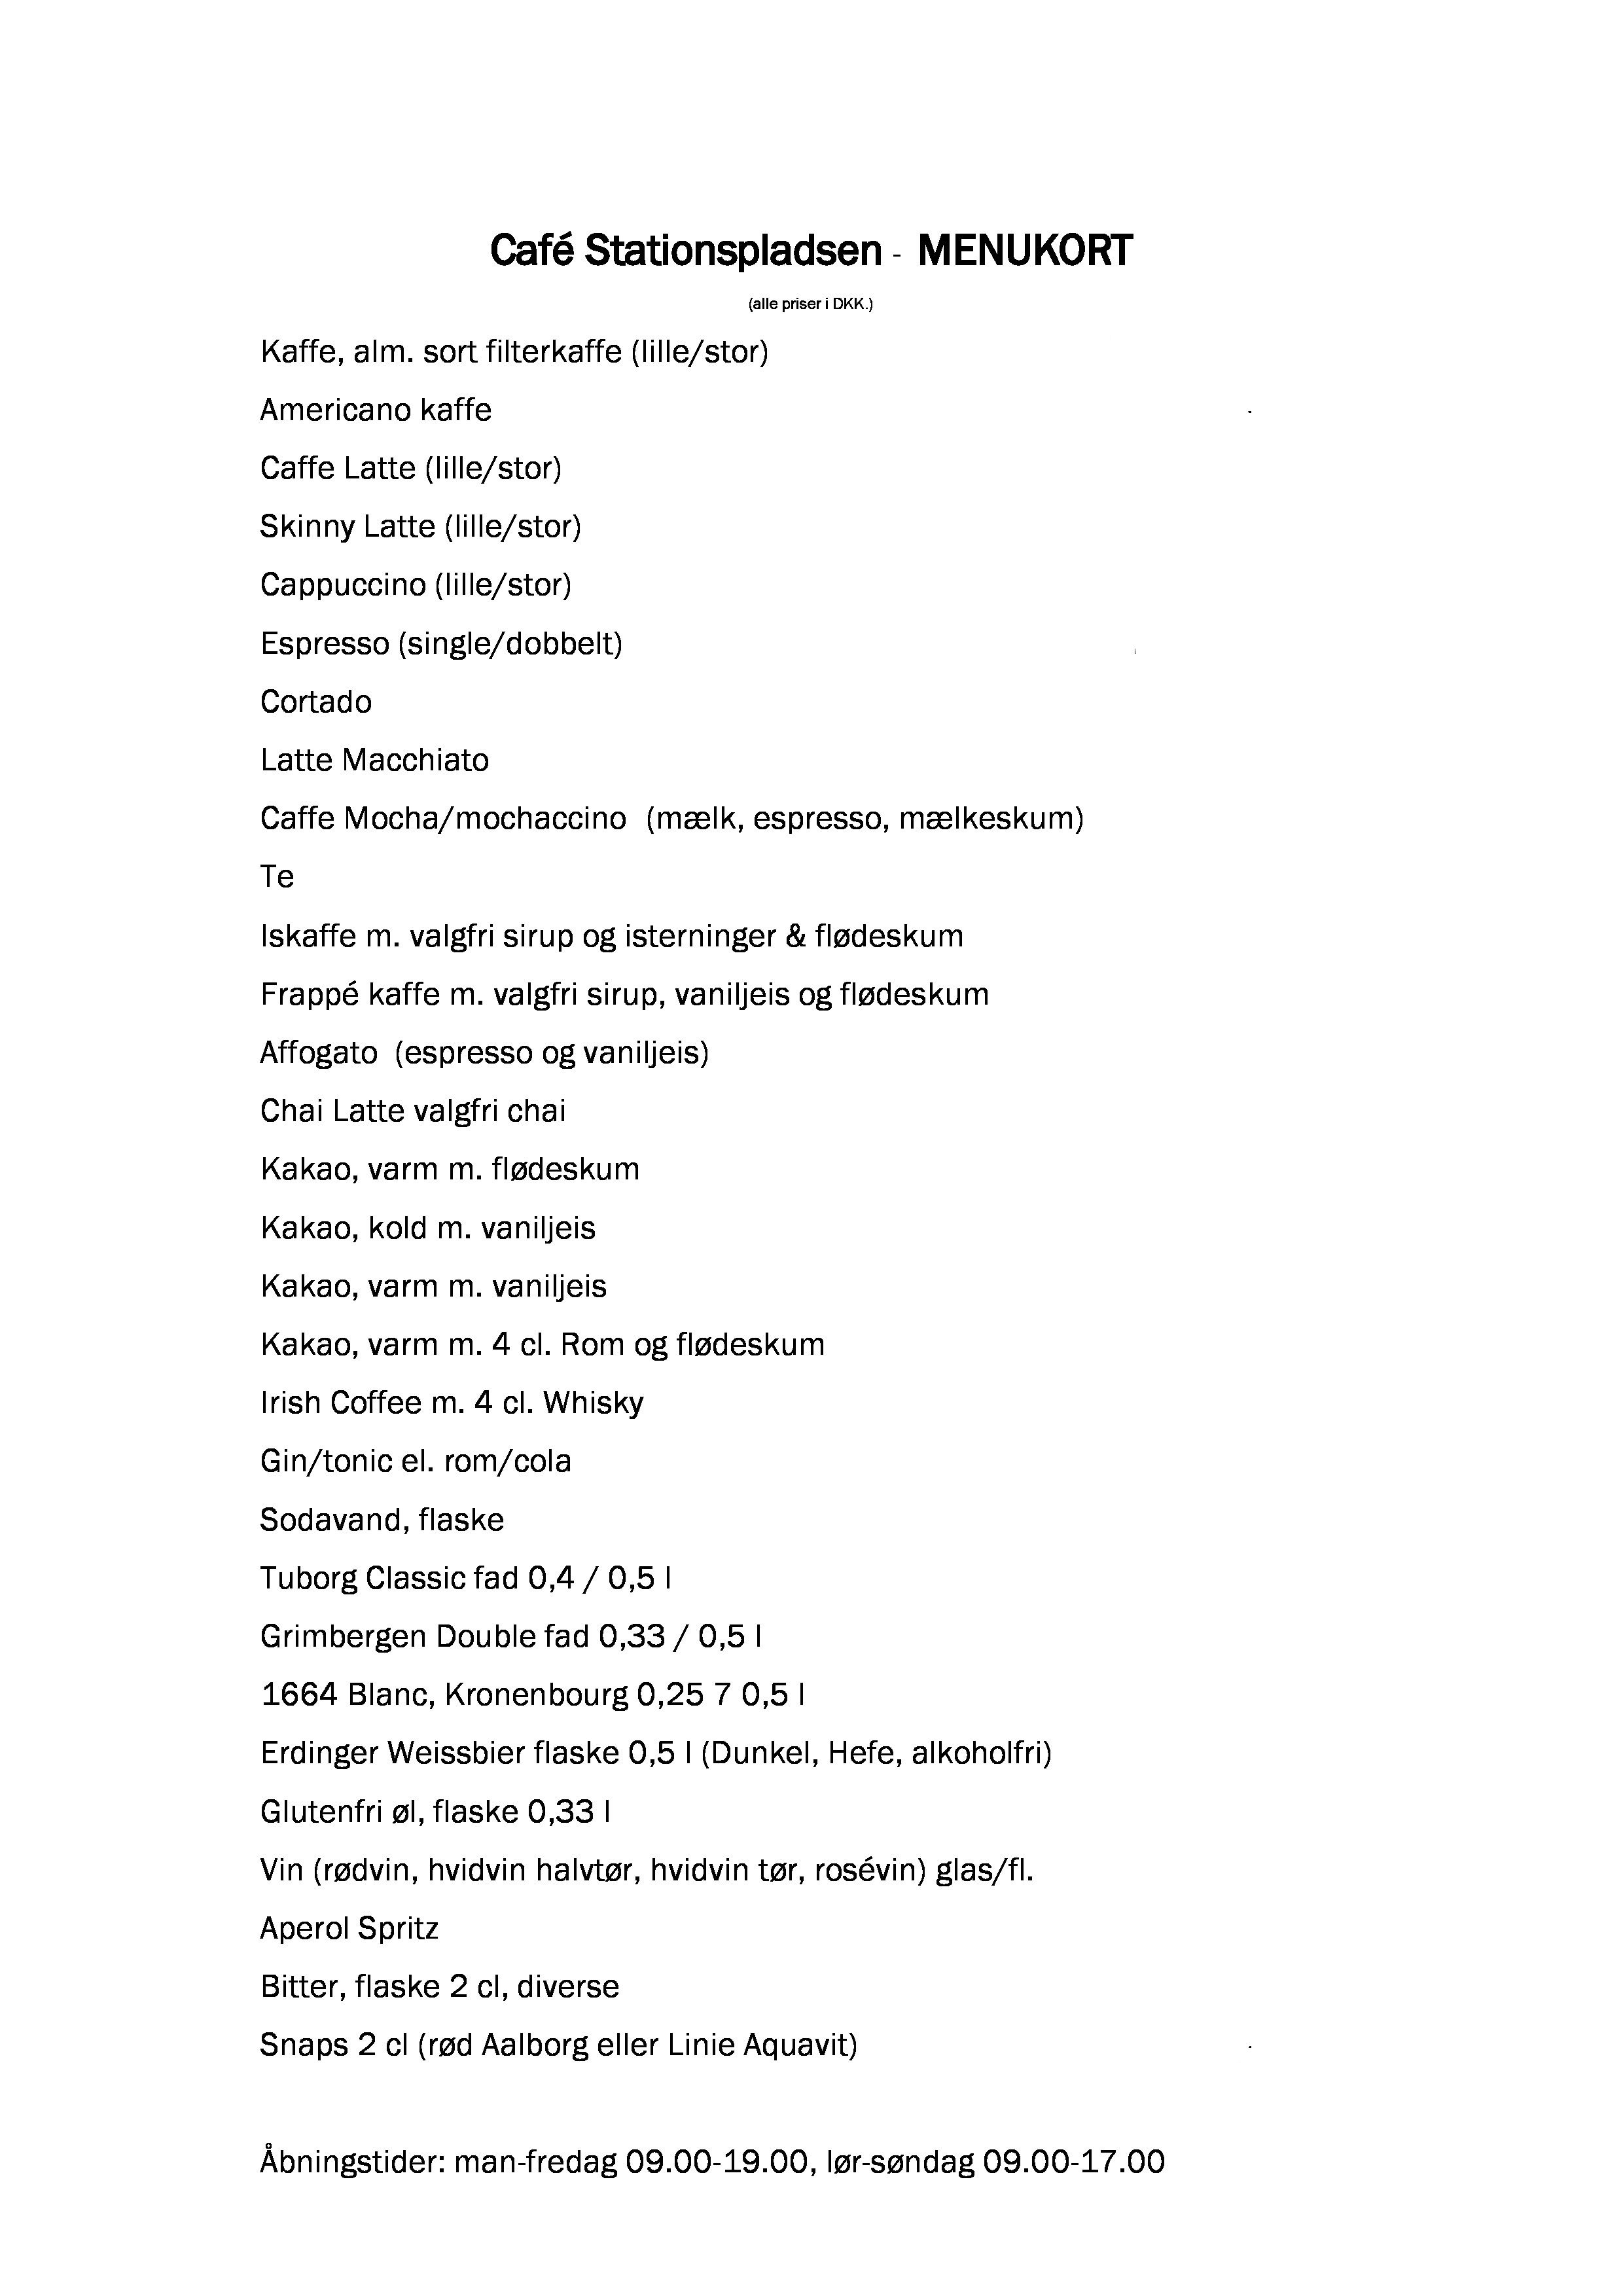 Café Stationspladsen - MENUKORT
(alle priser i DKK.)
Kaffe, alm. sort filterkaffe (lille/stor)
Americano kaffe
Caffe Latte (lille/stor)
Skinny Latte (lille/stor)
Cappuccino (lille/stor)
Espresso (single/dobbelt)
Cortado
Latte Macchiato
Caffe Mocha/mochaccino (mælk, espresso, mælkeskum)
Te
Iskaffe m. valgfri sirup og isterninger & flødeskum
Frappé kaffe m. valgfri sirup, vaniljeis og flødeskum
Affogato (espresso og vaniljeis)
Chai Latte valgfri chai
Kakao, varm m. flødeskum
Kakao, kold m. vaniljeis
Kakao, varm m. vaniljeis
Kakao, varm m. 4 cl. Rom og flødeskum
Irish Coffee m. 4 cl. Whisky
Gin/tonic el. rom/cola
Sodavand, flaske
Tuborg Classic fad 0,4 / 0,5 l
Grimbergen Double fad 0,33 / 0,5 l
1664 Blanc, Kronenbourg 0,25 7 0,5 l
Erdinger Weissbier flaske 0,5 l (Dunkel, Hefe, alkoholfri)
Glutenfri øl, flaske 0,33 l
Vin (rødvin, hvidvin halvtør, hvidvin tør, rosévin) glas/fl.
Aperol Spritz
Bitter, flaske 2 cl, diverse
Snaps 2 cl (rød Aalborg eller Linie Aquavit)
Åbningstider: man-fredag 09.00-19.00, lør-søndag 09.00-17.00